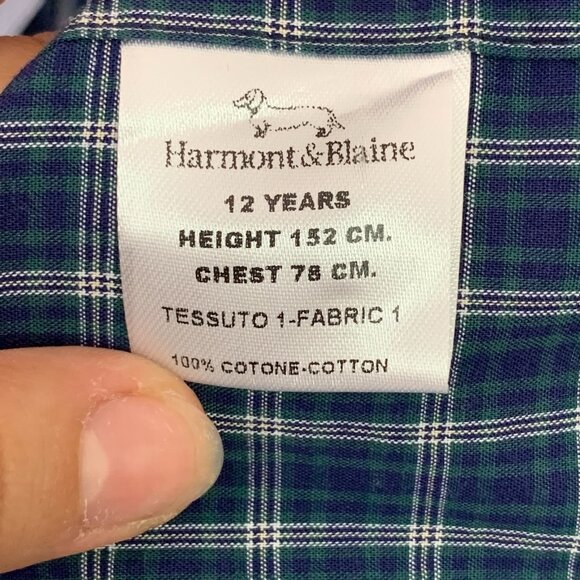 Harmont&Blaine
12 YEARS
HEIGHT 152 CM.
CHEST 78 CM.
TESSUTO 1-FABRIC 1
100% COTONE-COTTON